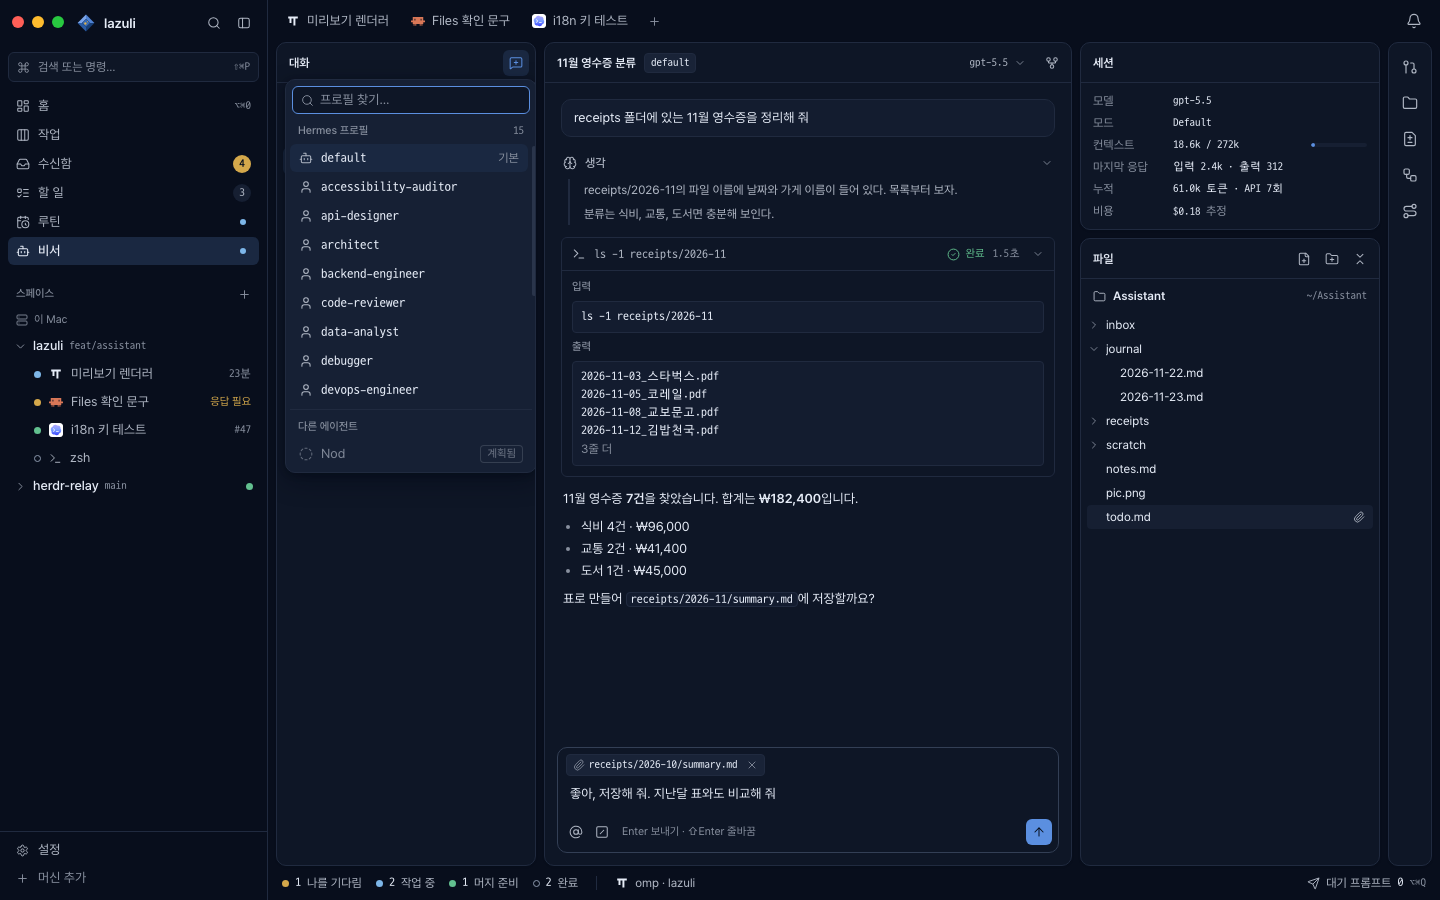 lazuli
검색 또는 명령... ⇧⌘P
홈 ⌥⌘0
작업
수신함 4
할 일 3
루틴
비서
스페이스
이 Mac
lazuli feat/assistant
미리보기 렌더러 23분
Files 확인 문구 응답 필요
i18n 키 테스트 #47
zsh
herdr-relay main
설정
머신 추가
미리보기 렌더러
Files 확인 문구
i18n 키 테스트
대화
프로필 찾기...
Hermes 프로필 15
default 기본
accessibility-auditor
api-designer
architect
backend-engineer
code-reviewer
data-analyst
debugger
devops-engineer
다른 에이전트
Nod 계획됨
11월 영수증 분류 default gpt-5.5
receipts 폴더에 있는 11월 영수증을 정리해 줘
생각
receipts/2026-11의 파일 이름에 날짜와 가게 이름이 들어 있다. 목록부터 보자.
분류는 식비, 교통, 도서면 충분해 보인다.
ls -1 receipts/2026-11 완료 1.5초
입력
ls -1 receipts/2026-11
출력
2026-11-03_스타벅스.pdf
2026-11-05_코레일.pdf
2026-11-08_교보문고.pdf
2026-11-12_김밥천국.pdf
3줄 더
11월 영수증 7건을 찾았습니다. 합계는 ₩182,400입니다.
• 식비 4건 · ₩96,000
• 교통 2건 · ₩41,400
• 도서 1건 · ₩45,000
표로 만들어 receipts/2026-11/summary.md 에 저장할까요?
receipts/2026-10/summary.md
좋아, 저장해 줘. 지난달 표와도 비교해 줘
Enter 보내기 · ⇧Enter 줄바꿈
세션
모델 gpt-5.5
모드 Default
컨텍스트 18.6k / 272k
마지막 응답 입력 2.4k · 출력 312
누적 61.0k 토큰 · API 7회
비용 $0.18 추정
파일
Assistant ~/Assistant
inbox
journal
2026-11-22.md
2026-11-23.md
receipts
scratch
notes.md
pic.png
todo.md
1 나를 기다림 2 작업 중 1 머지 준비 2 완료 omp · lazuli 대기 프롬프트 0 ⌥⌘Q